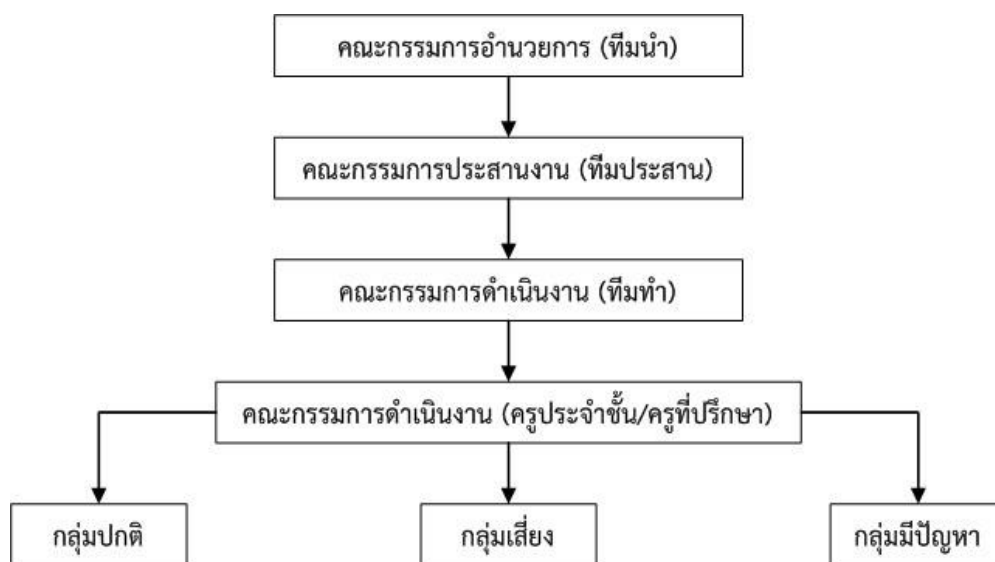 คณะกรรมการอำนวยการ (ทีมนำ)
คณะกรรมการประสานงาน (ทีมประสาน)
คณะกรรมการดำเนินงาน (ทีมทำ)
คณะกรรมการดำเนินงาน (ครูประจำชั้น/ครูที่ปรึกษา)
กลุ่มปกติ
กลุ่มเสี่ยง
กลุ่มมีปัญหา